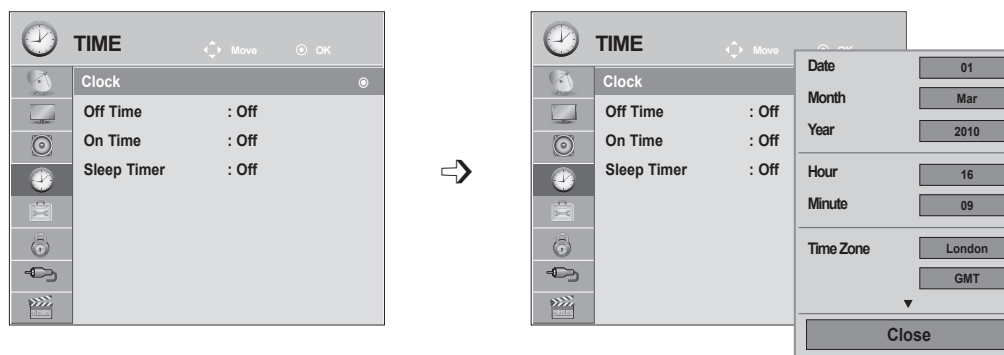 TIME
Move
OK
Clock
Off Time : Off
On Time : Off
Sleep Timer : Off
TIME
Move
Clock
Off Time : Off
On Time : Off
Sleep Timer : Off
Date 01
Month Mar
Year 2010
Hour 16
Minute 09
Time Zone London
GMT
Close